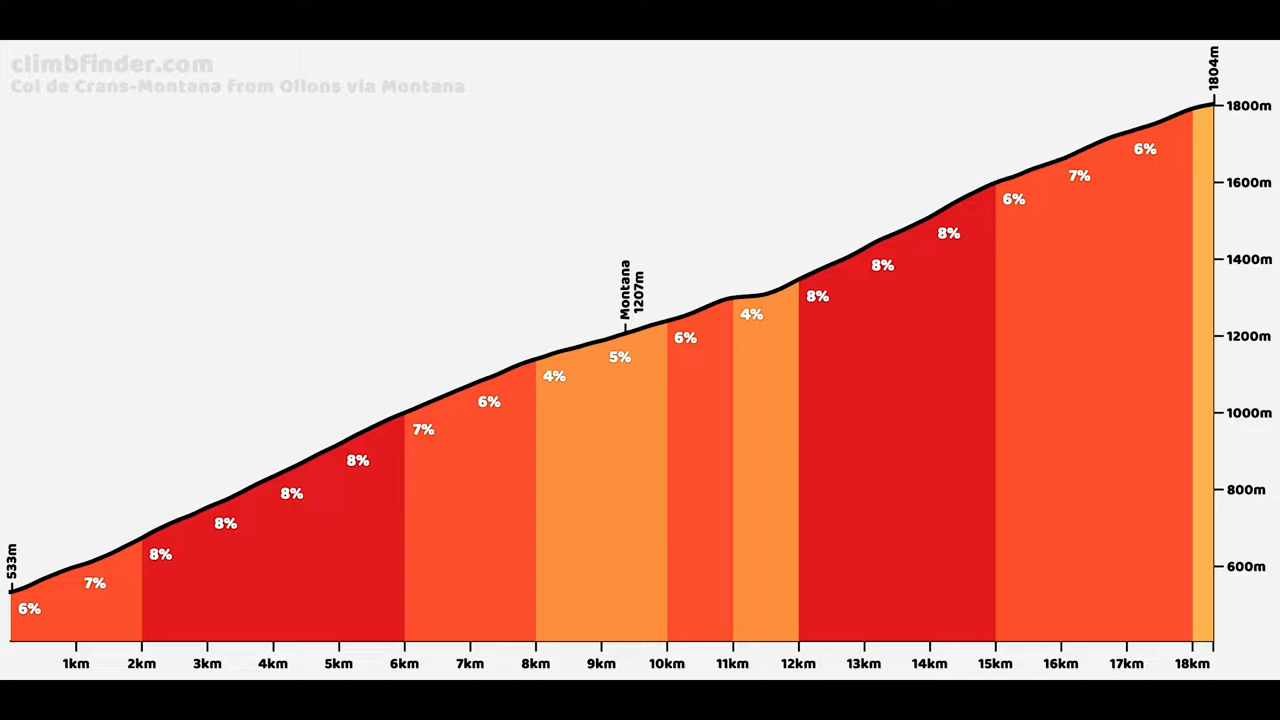 climbfinder.com
Col de Crans-Montana from Ollons via Montana
1804m
1800m
6%
7%
1600m
6%
8%
1400m
8%
Montana
1207m
8%
4%
1200m
6%
5%
4%
1000m
6%
7%
8%
800m
8%
8%
8%
533m
600m
7%
6%
1km 2km 3km 4km 5km 6km 7km 8km 9km 10km 11km 12km 13km 14km 15km 16km 17km 18km